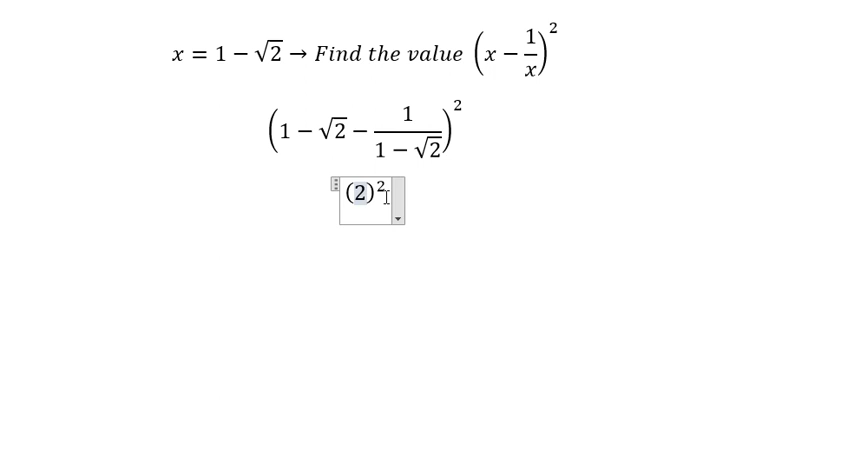 x = 1 − √2 → Find the value (x − 1/x)²
(1 − √2 − 1/(1 − √2))²
(2)²